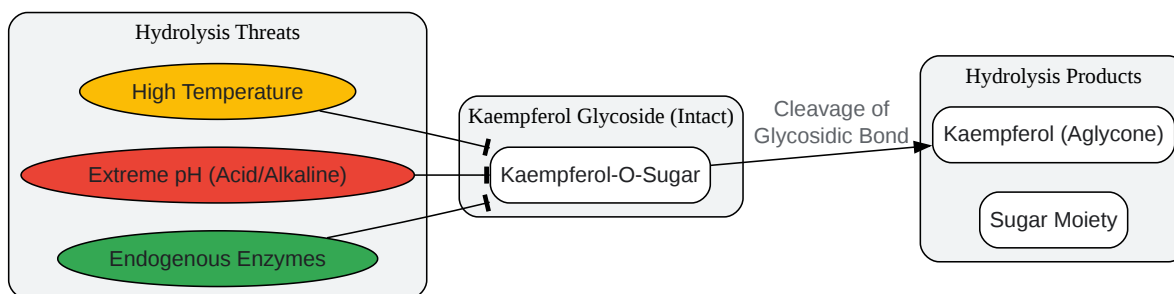 Hydrolysis Threats
High Temperature
Extreme pH (Acid/Alkaline)
Endogenous Enzymes
Kaempferol Glycoside (Intact)
Kaempferol-O-Sugar
Cleavage of
Glycosidic Bond
Hydrolysis Products
Kaempferol (Aglycone)
Sugar Moiety